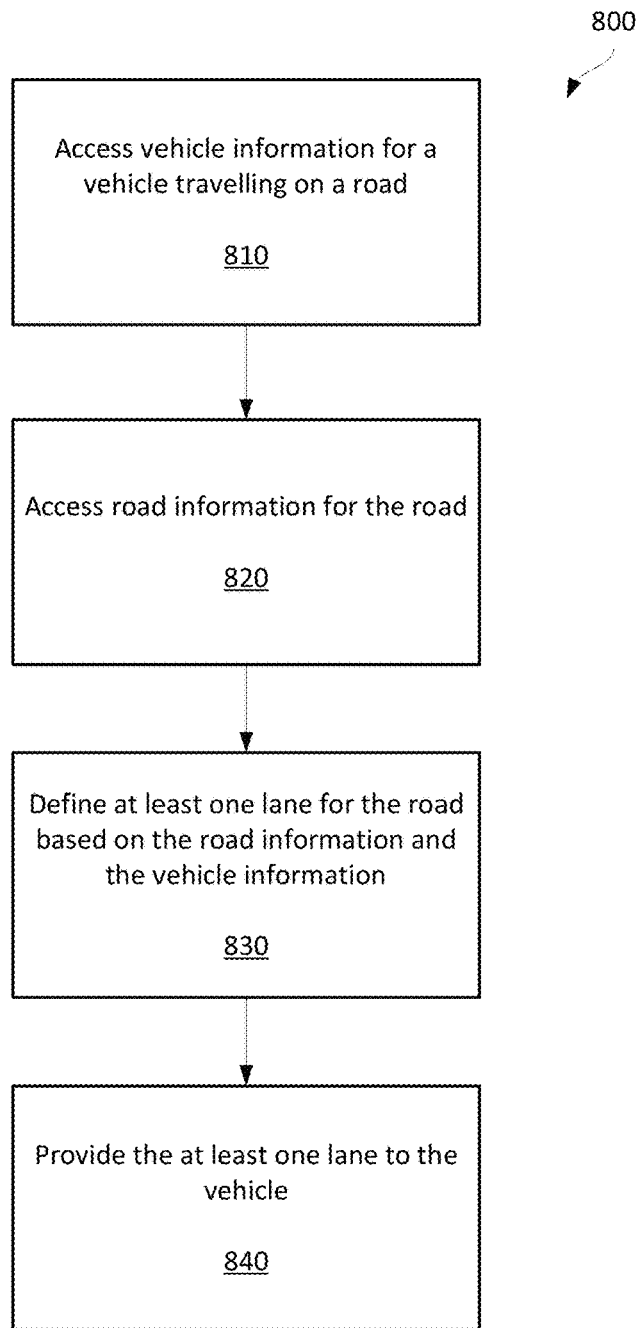 800
Access vehicle information for a
vehicle travelling on a road
810
Access road information for the road
820
Define at least one lane for the road
based on the road information and
the vehicle information
830
Provide the at least one lane to the
vehicle
840